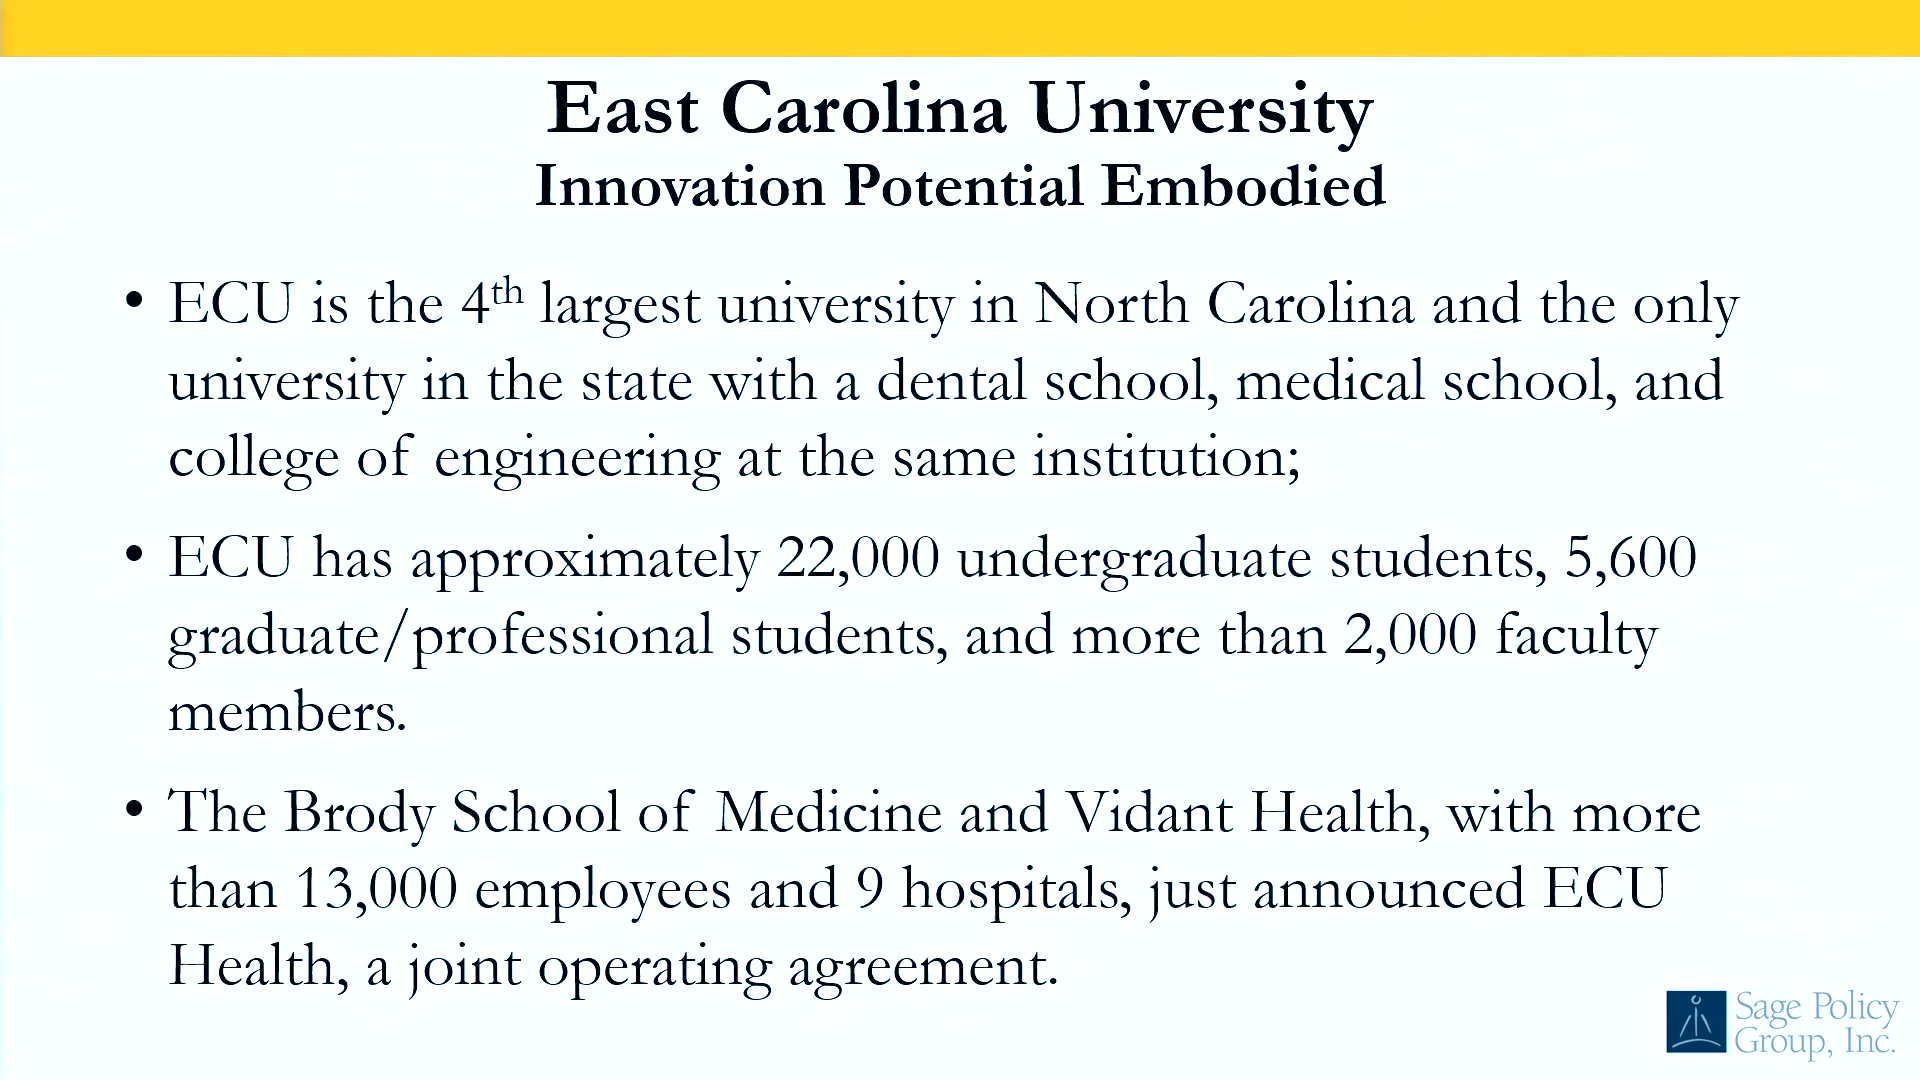 East Carolina University
Innovation Potential Embodied
• ECU is the 4th largest university in North Carolina and the only
university in the state with a dental school, medical school, and
college of engineering at the same institution;
• ECU has approximately 22,000 undergraduate students, 5,600
graduate/professional students, and more than 2,000 faculty
members.
• The Brody School of Medicine and Vidant Health, with more
than 13,000 employees and 9 hospitals, just announced ECU
Health, a joint operating agreement.
Sage Policy
Group, Inc.